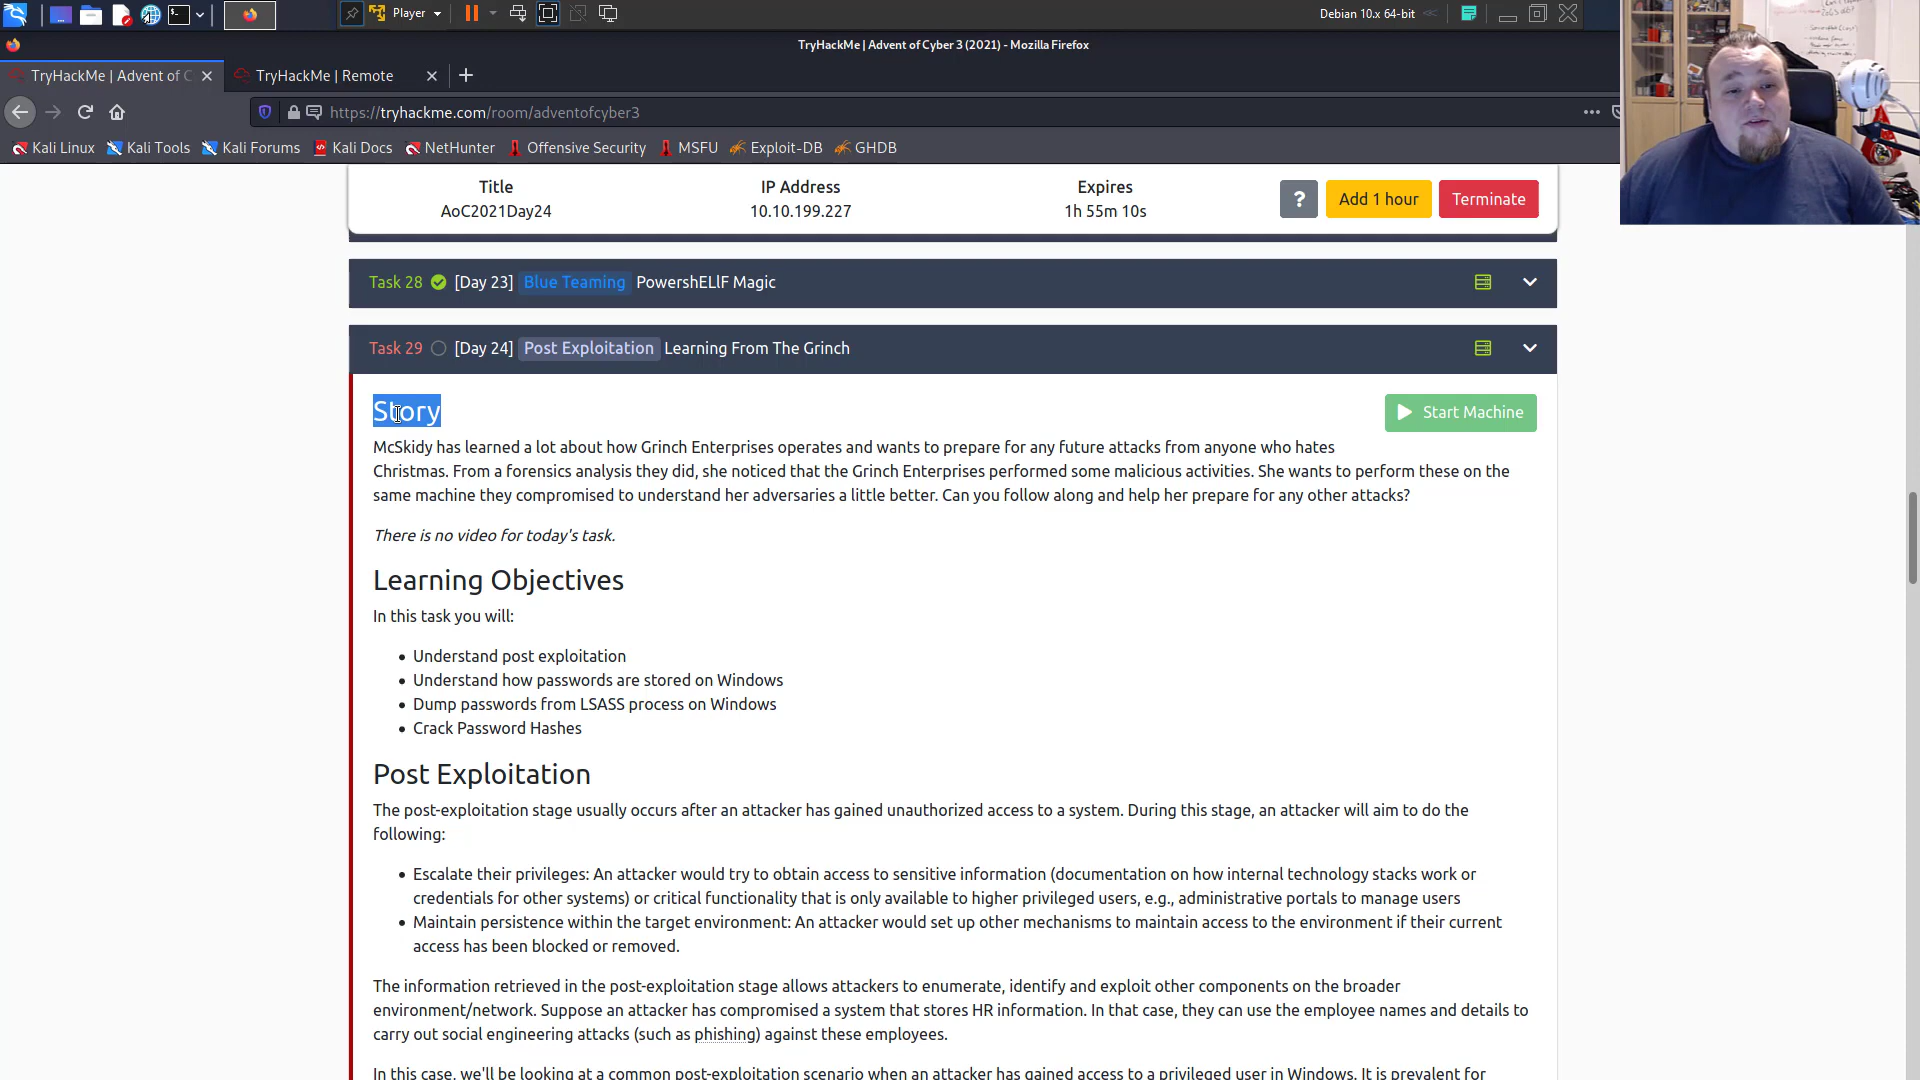 Player
Debian 10.x 64-bit
TryHackMe | Advent of Cyber 3 (2021) - Mozilla Firefox
TryHackMe | Advent of C
TryHackMe | Remote
https://tryhackme.com/room/adventofcyber3
Kali Linux
Kali Tools
Kali Forums
Kali Docs
NetHunter
Offensive Security
MSFU
Exploit-DB
GHDB
Title
IP Address
Expires
AoC2021Day24
10.10.199.227
1h 55m 10s
?
Add 1 hour
Terminate
Task 28 [Day 23] Blue Teaming PowershELlF Magic
Task 29 [Day 24] Post Exploitation Learning From The Grinch
Story
Start Machine
McSkidy has learned a lot about how Grinch Enterprises operates and wants to prepare for any future attacks from anyone who hates
Christmas. From a forensics analysis they did, she noticed that the Grinch Enterprises performed some malicious activities. She wants to perform these on the
same machine they compromised to understand her adversaries a little better. Can you follow along and help her prepare for any other attacks?
There is no video for today's task.
Learning Objectives
In this task you will:
• Understand post exploitation
• Understand how passwords are stored on Windows
• Dump passwords from LSASS process on Windows
• Crack Password Hashes
Post Exploitation
The post-exploitation stage usually occurs after an attacker has gained unauthorized access to a system. During this stage, an attacker will aim to do the
following:
• Escalate their privileges: An attacker would try to obtain access to sensitive information (documentation on how internal technology stacks work or
credentials for other systems) or critical functionality that is only available to higher privileged users, e.g., administrative portals to manage users
• Maintain persistence within the target environment: An attacker would set up other mechanisms to maintain access to the environment if their current
access has been blocked or removed.
The information retrieved in the post-exploitation stage allows attackers to enumerate, identify and exploit other components on the broader
environment/network. Suppose an attacker has compromised a system that stores HR information. In that case, they can use the employee names and details to
carry out social engineering attacks (such as phishing) against these employees.
In this case, we'll be looking at a common post-exploitation scenario when an attacker has gained access to a privileged user in Windows. It is prevalent for